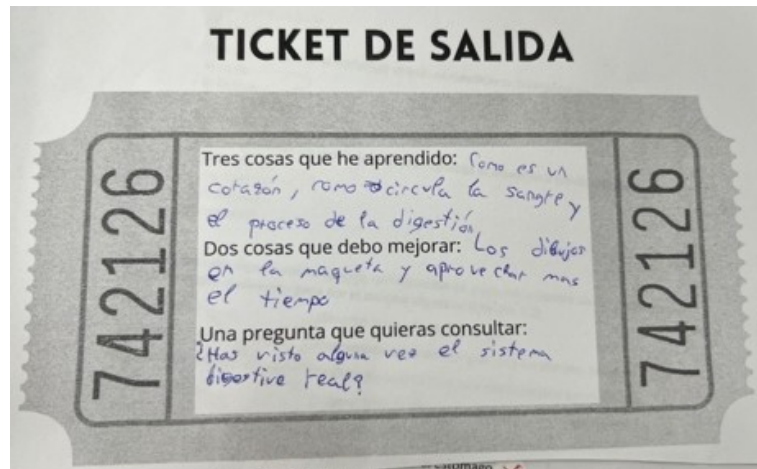 TICKET DE SALIDA
742126
Tres cosas que he aprendido: Como es un
corazón, como circula la sangre y
el proceso de la digestión
Dos cosas que debo mejorar: Los dibujos
en la maqueta y aprovechar mas
el tiempo
Una pregunta que quieras consultar:
¿Has visto alguna vez el sistema
digestivo real?
742126